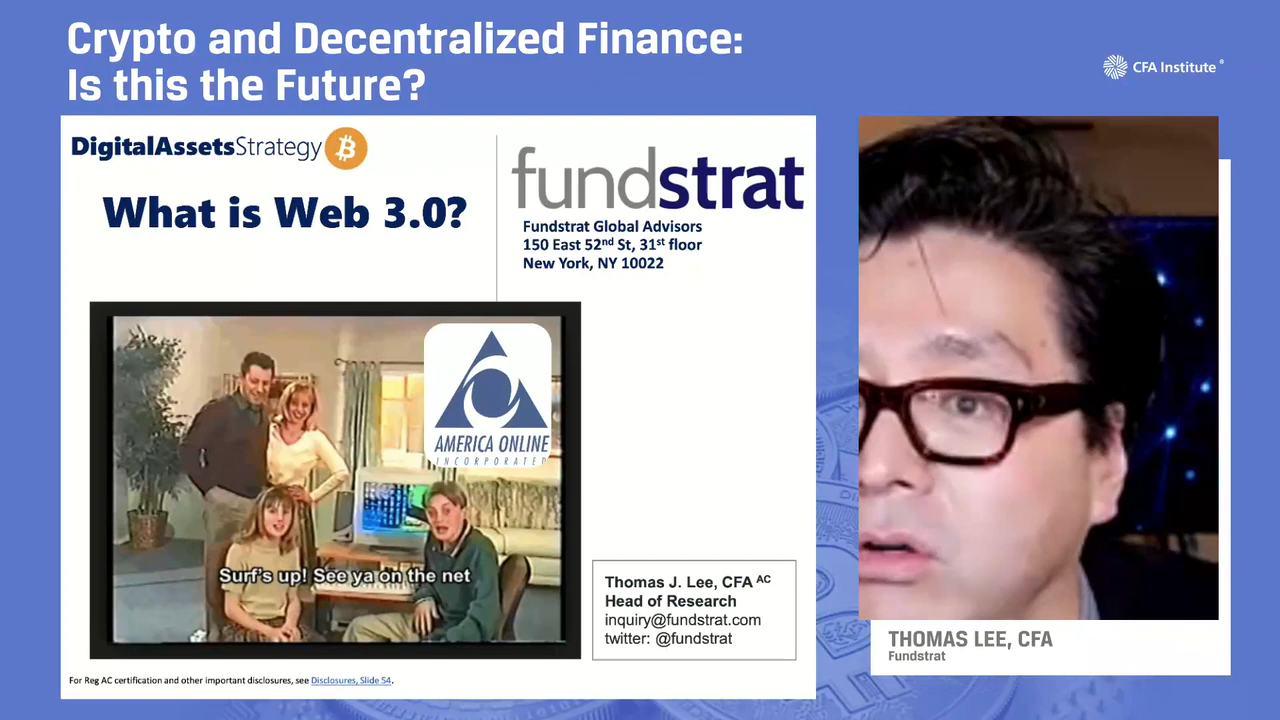 Crypto and Decentralized Finance:
Is this the Future?
CFA Institute®
DigitalAssetsStrategy
What is Web 3.0?
fundstrat
Fundstrat Global Advisors
150 East 52nd St, 31st floor
New York, NY 10022
AMERICA ONLINE
INCORPORATED
Surf's up! See ya on the net
Thomas J. Lee, CFA AC
Head of Research
inquiry@fundstrat.com
twitter: @fundstrat
For Reg AC certification and other important disclosures, see Disclosures, Slide 54.
THOMAS LEE, CFA
Fundstrat